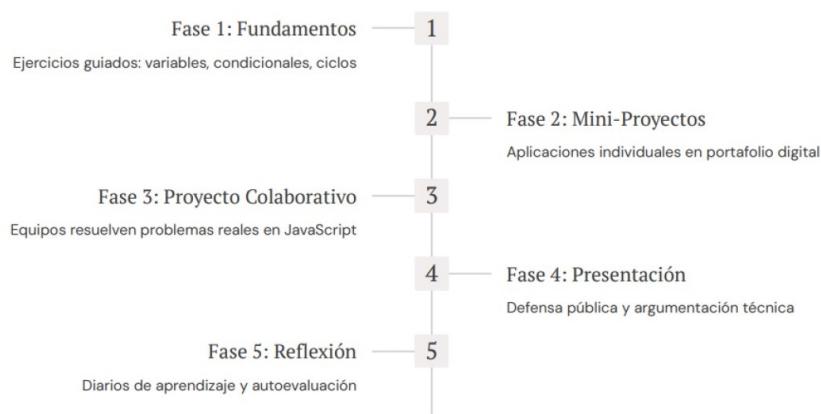 Fase 1: Fundamentos
1
Ejercicios guiados: variables, condicionales, ciclos
2
Fase 2: Mini-Proyectos
Aplicaciones individuales en portafolio digital
Fase 3: Proyecto Colaborativo
3
Equipos resuelven problemas reales en JavaScript
4
Fase 4: Presentación
Defensa pública y argumentación técnica
Fase 5: Reflexión
5
Diarios de aprendizaje y autoevaluación